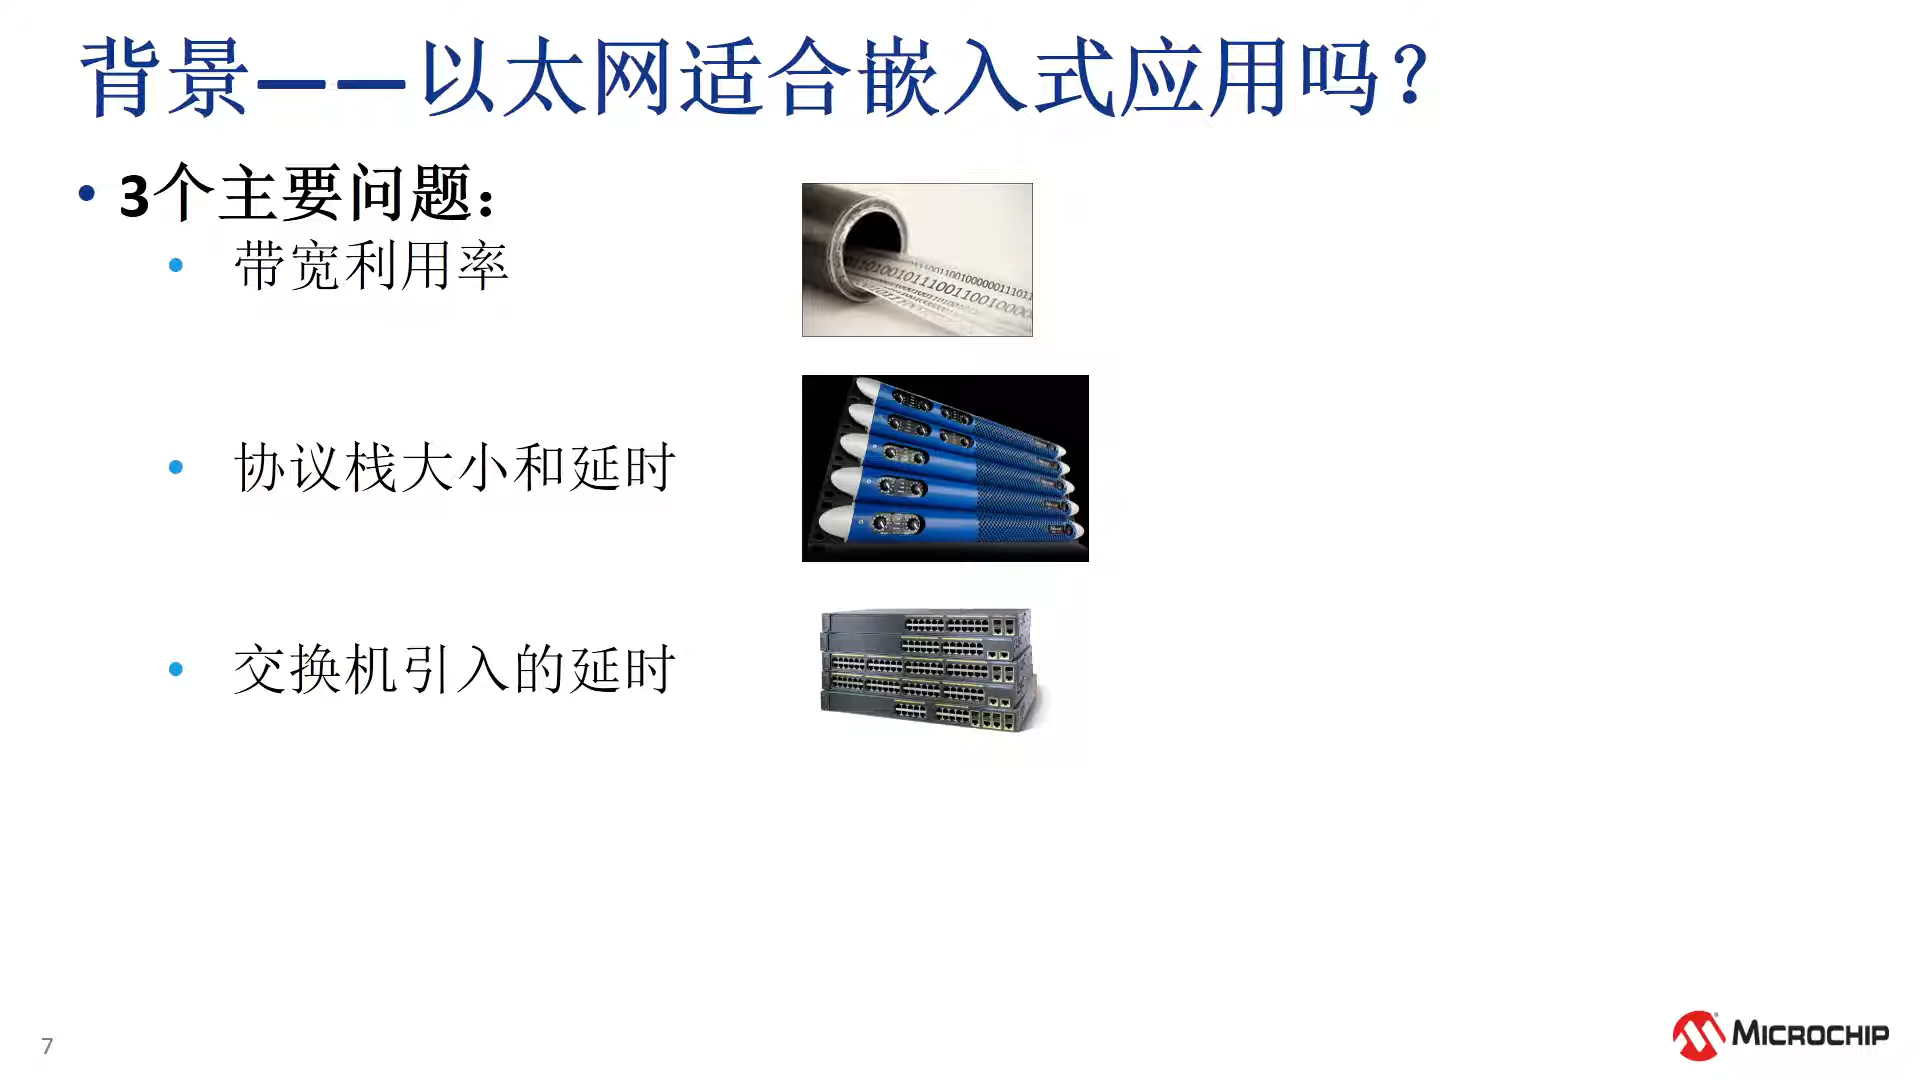 背景——以太网适合嵌入式应用吗？
• 3个主要问题：
• 带宽利用率
• 协议栈大小和延时
• 交换机引入的延时
7
MICROCHIP